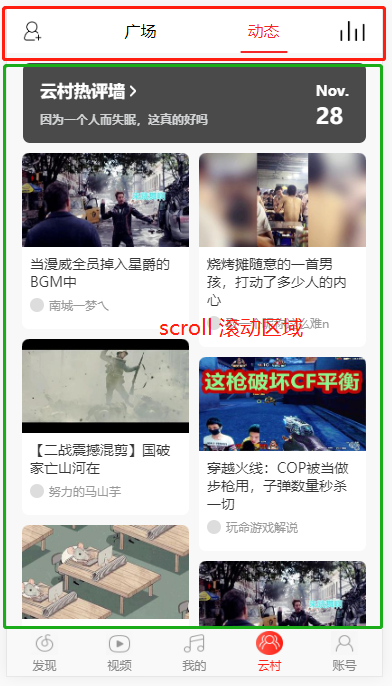 广场
动态
云村热评墙
因为一个人而失眠，这真的好吗
Nov.
28
当漫威全员掉入星爵的
BGM中
南城一梦乀
烧烤摊随意的一首男
孩，打动了多少人的内
心
么难n
scroll 滚动区域
【二战震撼混剪】国破
家亡山河在
努力的马山芋
这枪破坏CF平衡
穿越火线：COP被当做
步枪用，子弹数量秒杀
一切
玩命游戏解说
发现
视频
我的
云村
账号